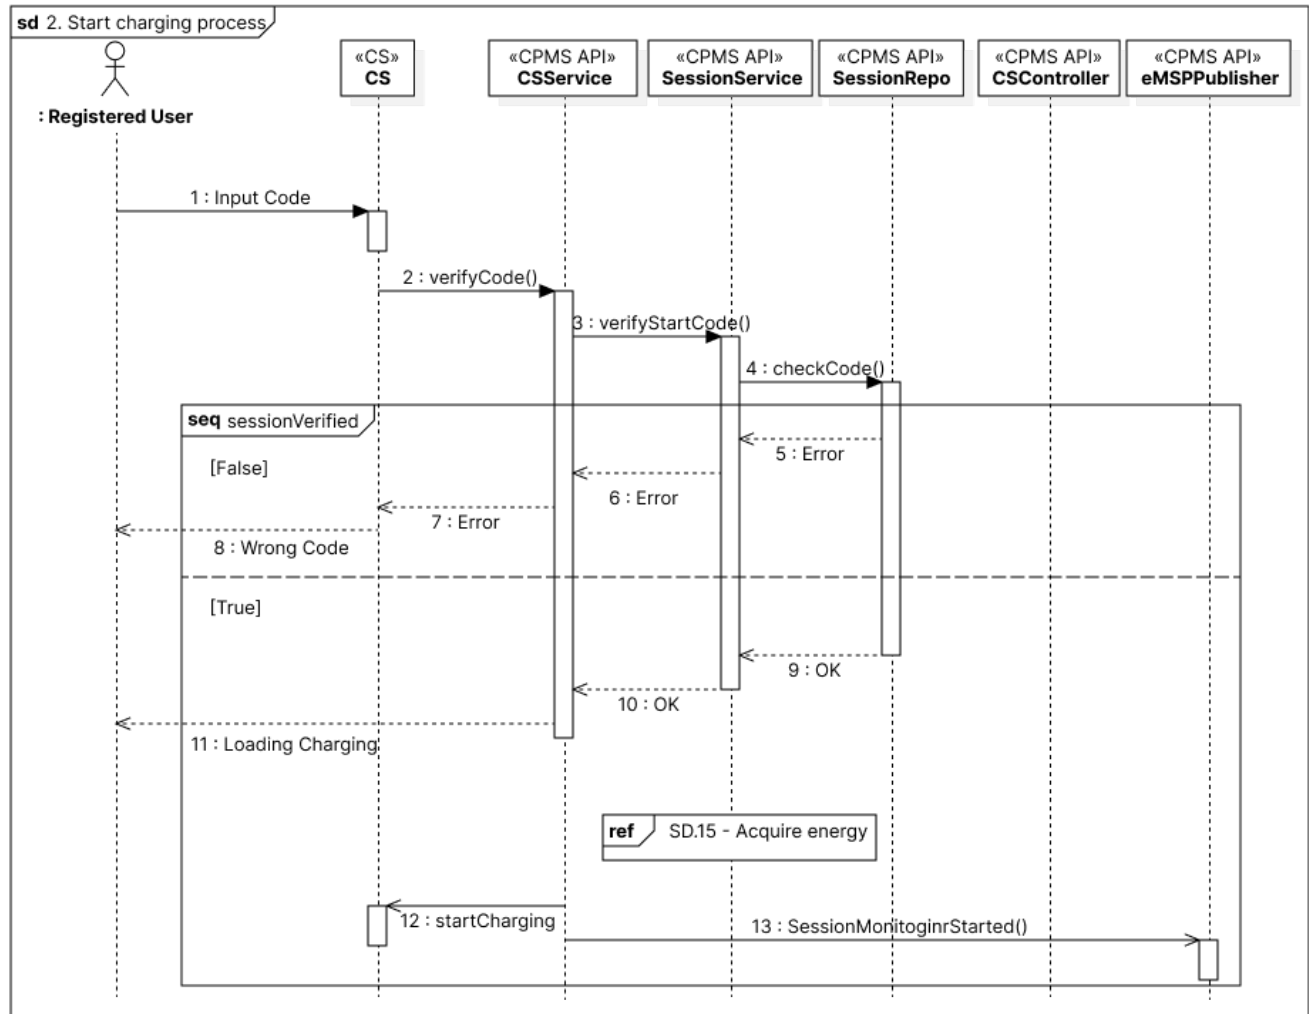 sd 2. Start charging process
«CS»
CS
«CPMS API»
CSService
«CPMS API»
SessionService
«CPMS API»
SessionRepo
«CPMS API»
CSController
«CPMS API»
eMSPPublisher
: Registered User
1 : Input Code
2 : verifyCode()
3 : verifyStartCode()
4 : checkCode()
seq sessionVerified
[False]
5 : Error
6 : Error
7 : Error
8 : Wrong Code
[True]
9 : OK
10 : OK
11 : Loading Charging
ref SD.15 - Acquire energy
12 : startCharging
13 : SessionMonitoginrStarted()